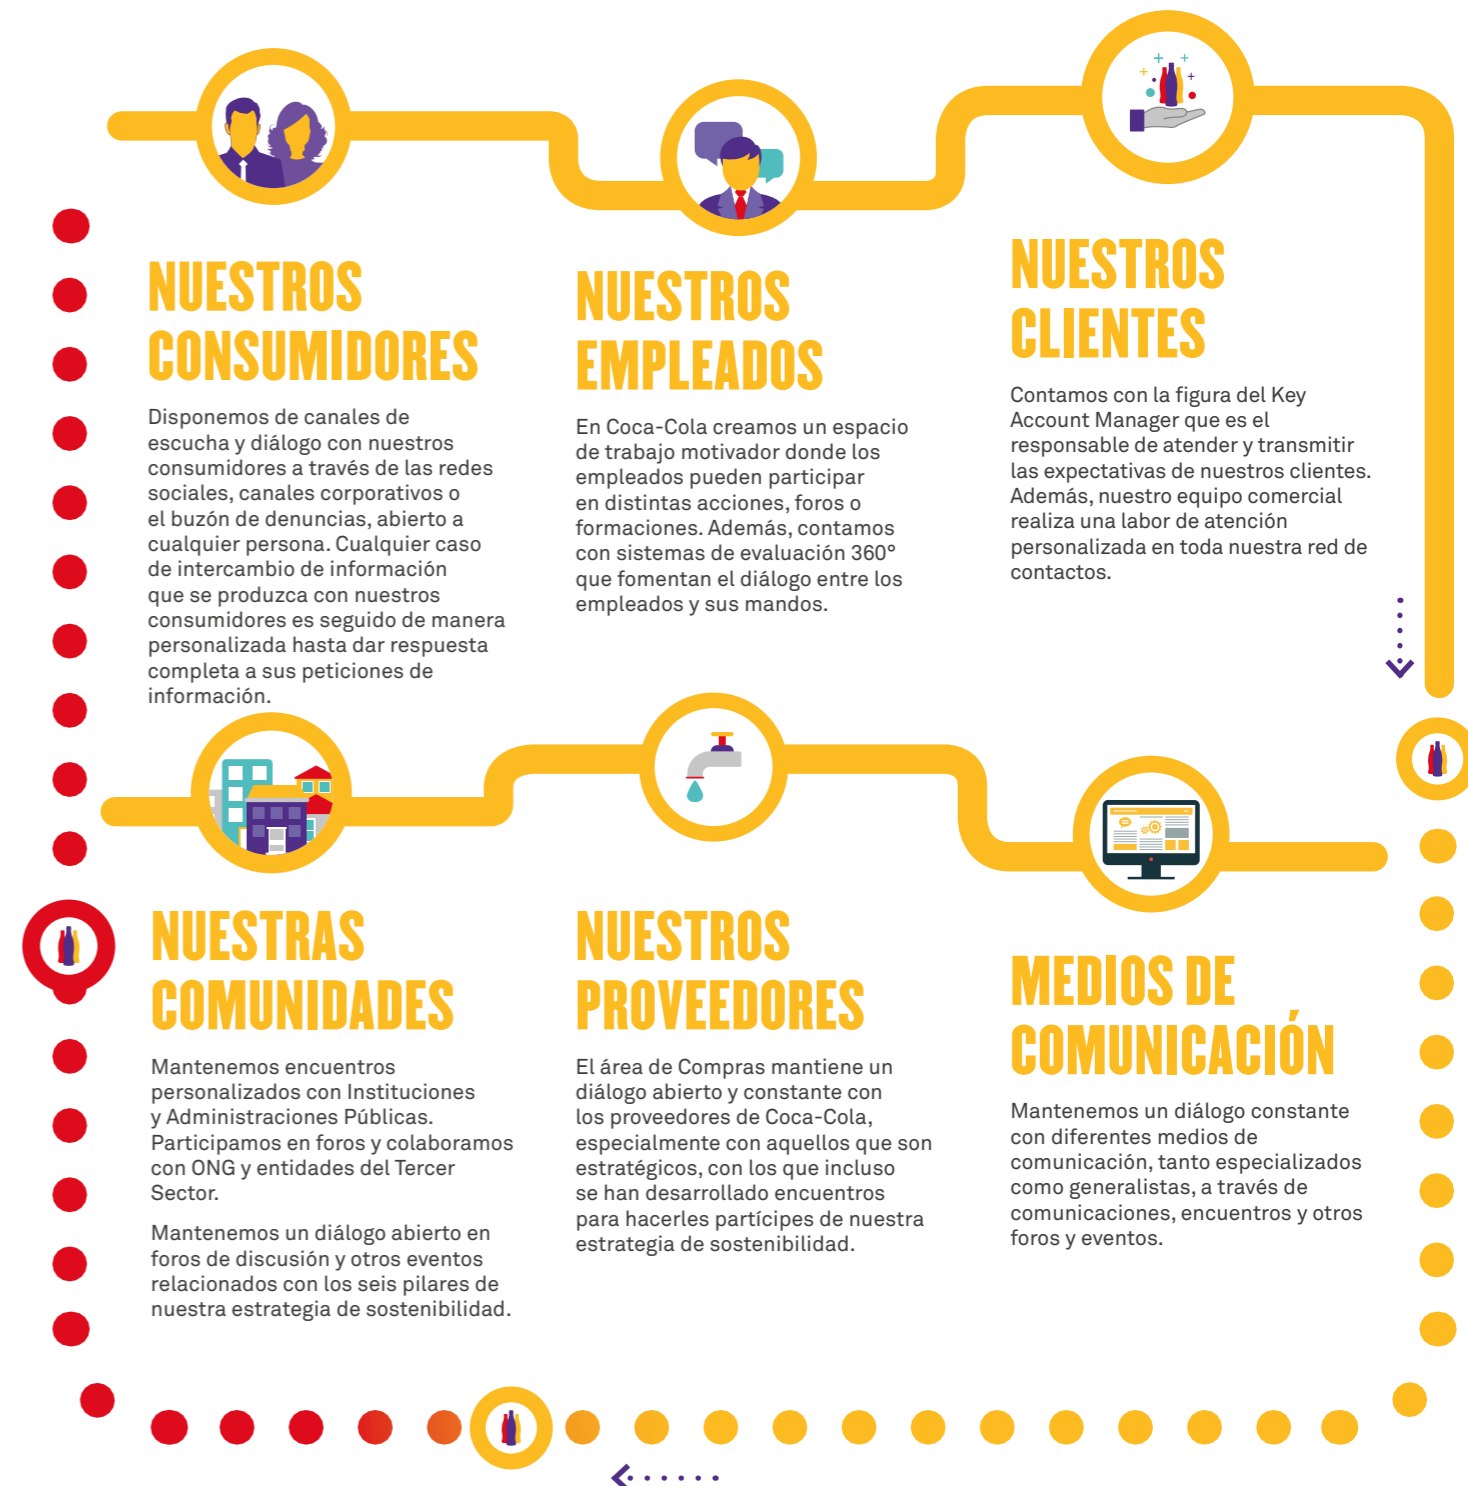 NUESTROS
CONSUMIDORES
Disponemos de canales de
escucha y diálogo con nuestros
consumidores a través de las redes
sociales, canales corporativos o
el buzón de denuncias, abierto a
cualquier persona. Cualquier caso
de intercambio de información
que se produzca con nuestros
consumidores es seguido de manera
personalizada hasta dar respuesta
completa a sus peticiones de
información.
NUESTROS
EMPLEADOS
En Coca-Cola creamos un espacio
de trabajo motivador donde los
empleados pueden participar
en distintas acciones, foros o
formaciones. Además, contamos
con sistemas de evaluación 360°
que fomentan el diálogo entre los
empleados y sus mandos.
NUESTROS
CLIENTES
Contamos con la figura del Key
Account Manager que es el
responsable de atender y transmitir
las expectativas de nuestros clientes.
Además, nuestro equipo comercial
realiza una labor de atención
personalizada en toda nuestra red de
contactos.
NUESTRAS
COMUNIDADES
Mantenemos encuentros
personalizados con Instituciones
y Administraciones Públicas.
Participamos en foros y colaboramos
con ONG y entidades del Tercer
Sector.
Mantenemos un diálogo abierto en
foros de discusión y otros eventos
relacionados con los seis pilares de
nuestra estrategia de sostenibilidad.
NUESTROS
PROVEEDORES
El área de Compras mantiene un
diálogo abierto y constante con
los proveedores de Coca-Cola,
especialmente con aquellos que son
estratégicos, con los que incluso
se han desarrollado encuentros
para hacerles partícipes de nuestra
estrategia de sostenibilidad.
MEDIOS DE
COMUNICACIÓN
Mantenemos un diálogo constante
con diferentes medios de
comunicación, tanto especializados
como generalistas, a través de
comunicaciones, encuentros y otros
foros y eventos.